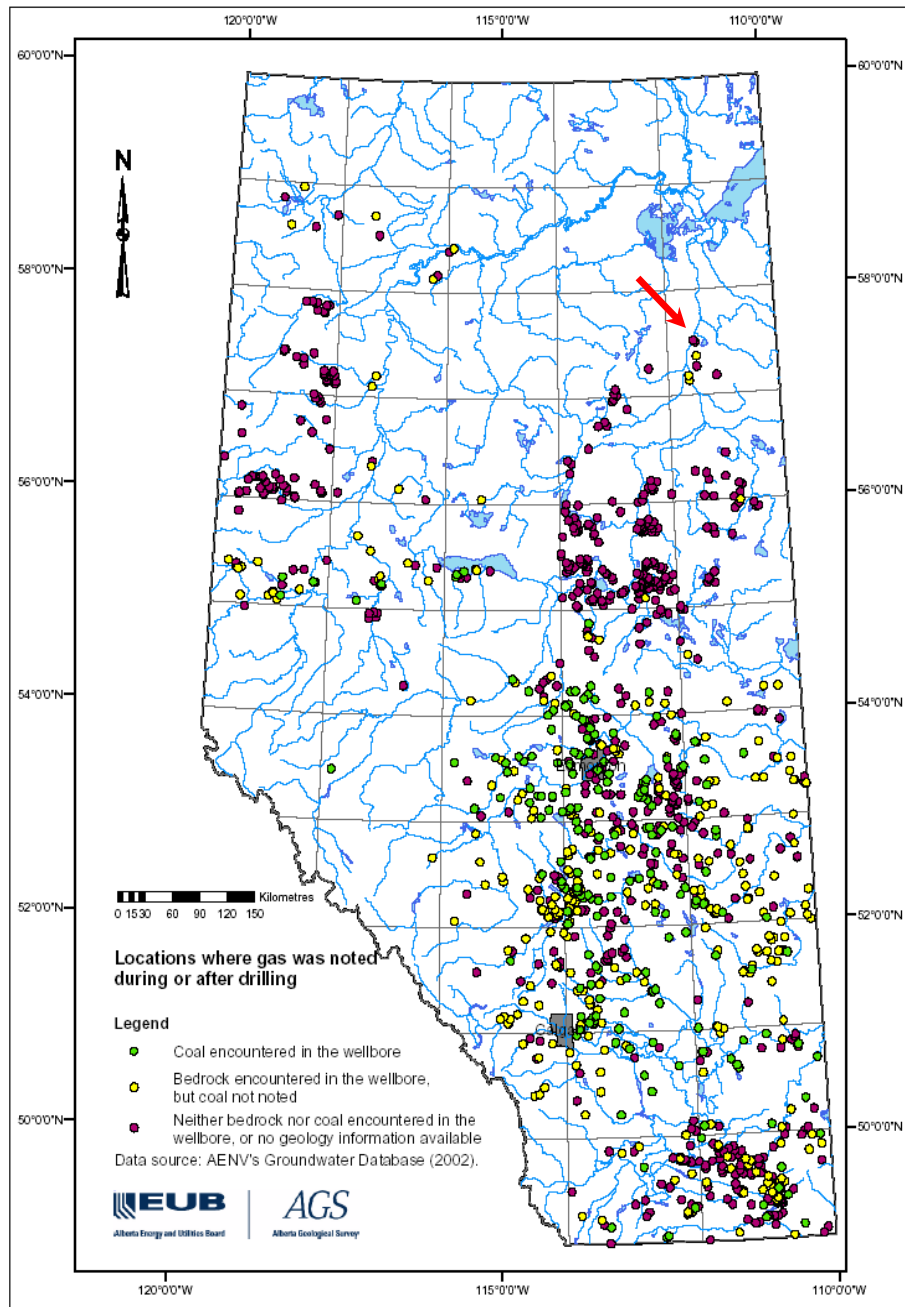 120°0'0"W 115°0'0"W 110°0'0"W
60°0'0"N
60°0'0"N
N
58°0'0"N
58°0'0"N
56°0'0"N
56°0'0"N
54°0'0"N
54°0'0"N
Kilometres
0 15 30 60 90 120 150
52°0'0"N
52°0'0"N
Locations where gas was noted
during or after drilling
Legend
Calga
Coal encountered in the wellbore
Bedrock encountered in the wellbore,
but coal not noted
50°0'0"N
50°0'0"N
Neither bedrock nor coal encountered in the
wellbore, or no geology information available
Data source: AENV's Groundwater Database (2002).
EUB
AGS
Alberta Energy and Utilities Board
Alberta Geological Survey
120°0'0"W 115°0'0"W 110°0'0"W